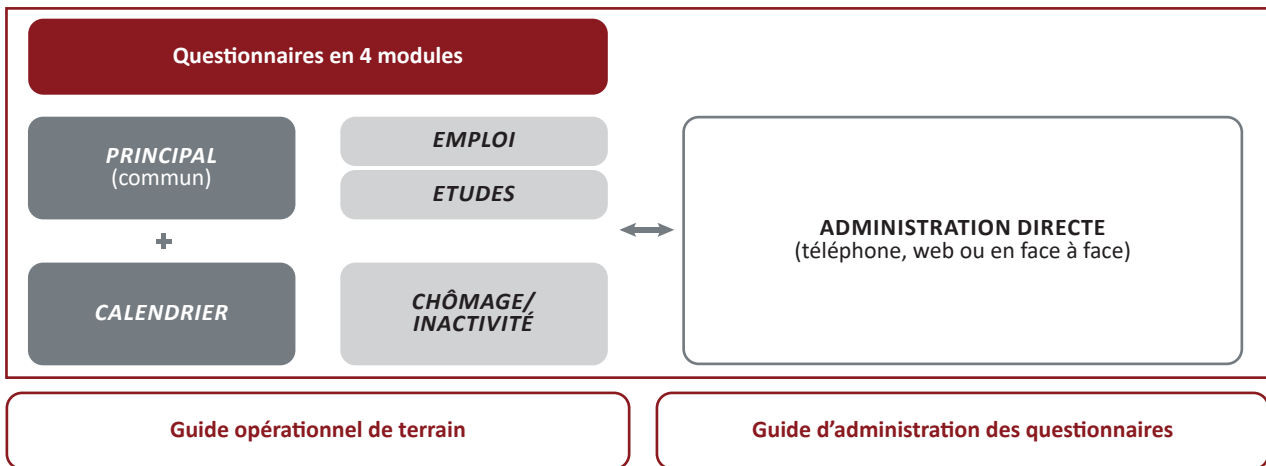 Questionnaires en 4 modules
PRINCIPAL
(commun)
+
CALENDRIER
EMPLOI
ETUDES
CHÔMAGE/
INACTIVITÉ
ADMINISTRATION DIRECTE
(téléphone, web ou en face à face)
Guide opérationnel de terrain
Guide d’administration des questionnaires